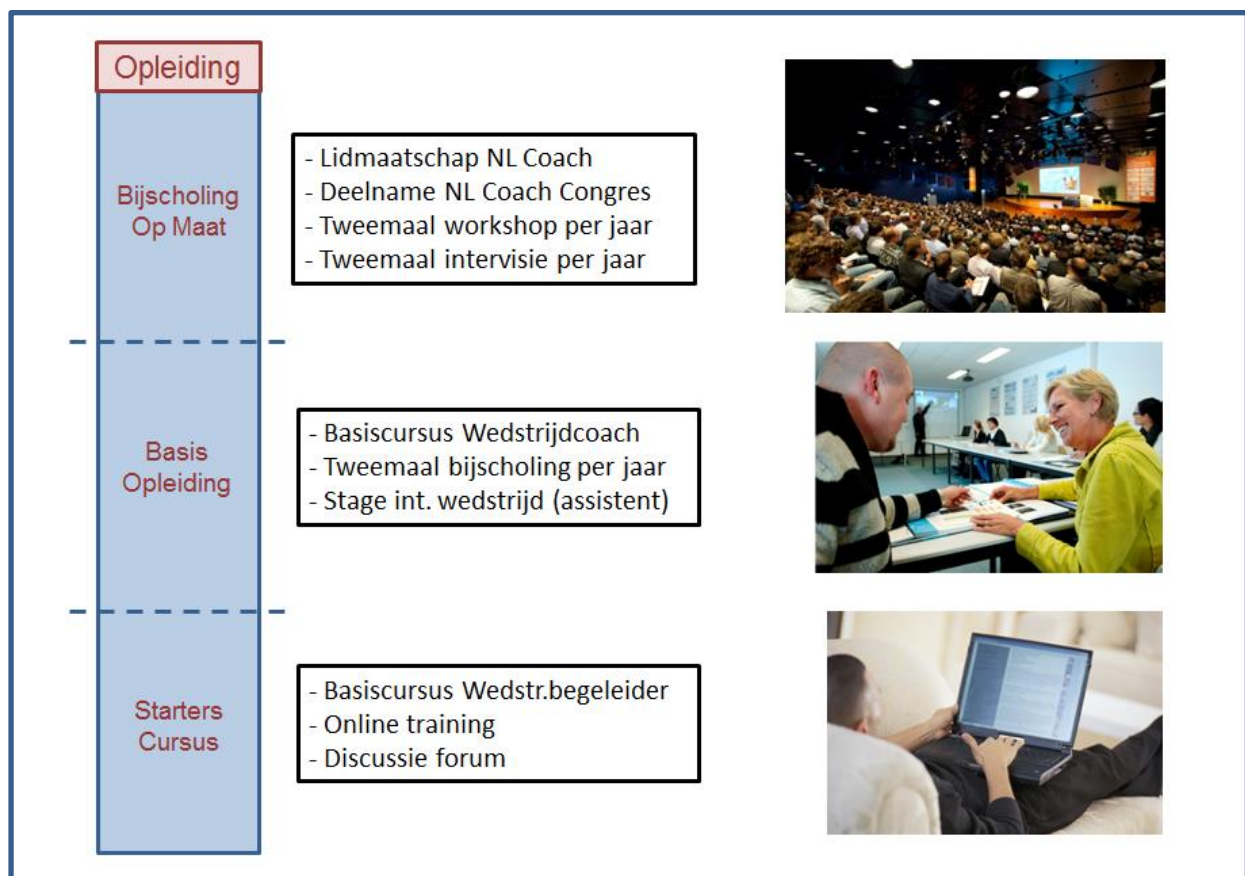 Opleiding
Bijscholing
Op Maat
- Lidmaatschap NL Coach
- Deelname NL Coach Congres
- Tweemaal workshop per jaar
- Tweemaal intervisie per jaar
Basis
Opleiding
- Basiscursus Wedstrijdcoach
- Tweemaal bijscholing per jaar
- Stage int. wedstrijd (assistent)
Starters
Cursus
- Basiscursus Wedstr.begeleider
- Online training
- Discussie forum